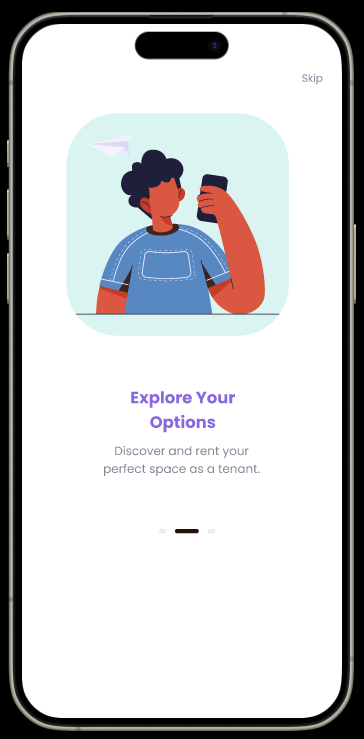 Skip
Explore Your
Options
Discover and rent your
perfect space as a tenant.